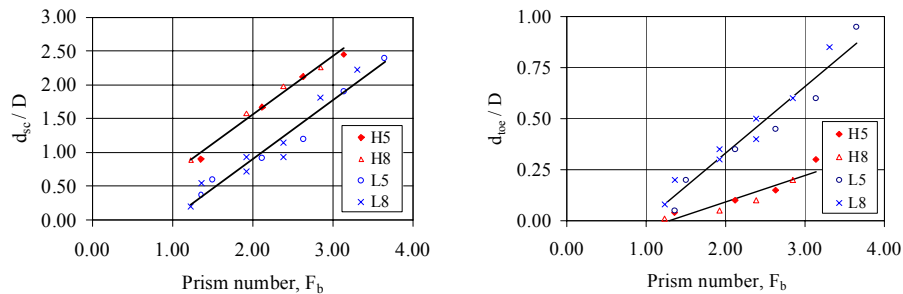 3.00
2.50
2.00
1.50
1.00
0.50
0.00
0.00 1.00 2.00 3.00 4.00
d_sc / D
Prism number, F_b
H5
H8
L5
L8
1.00
0.75
0.50
0.25
0.00
0.00 1.00 2.00 3.00 4.00
d_toe / D
Prism number, F_b
H5
H8
L5
L8